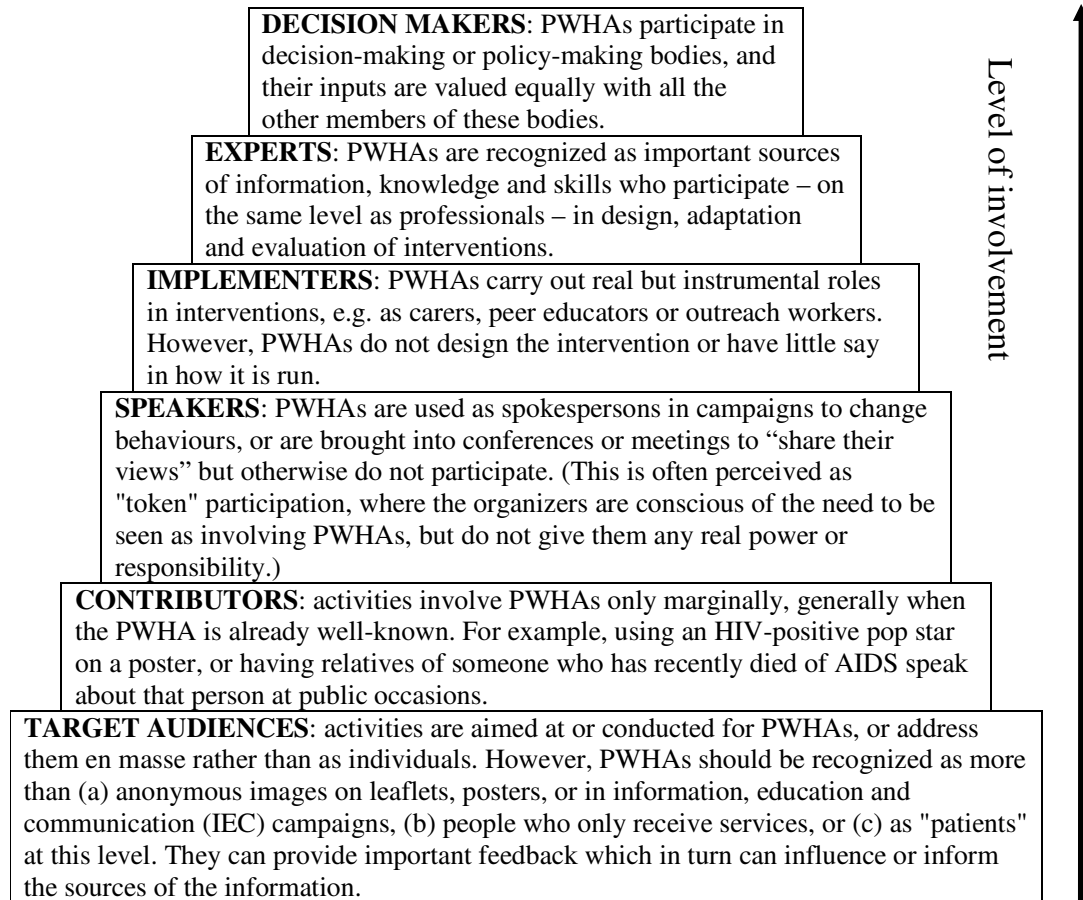 DECISION MAKERS: PWHAs participate in
decision-making or policy-making bodies, and
their inputs are valued equally with all the
other members of these bodies.
EXPERTS: PWHAs are recognized as important sources
of information, knowledge and skills who participate – on
the same level as professionals – in design, adaptation
and evaluation of interventions.
IMPLEMENTERS: PWHAs carry out real but instrumental roles
in interventions, e.g. as carers, peer educators or outreach workers.
However, PWHAs do not design the intervention or have little say
in how it is run.
SPEAKERS: PWHAs are used as spokespersons in campaigns to change
behaviours, or are brought into conferences or meetings to “share their
views” but otherwise do not participate. (This is often perceived as
"token" participation, where the organizers are conscious of the need to be
seen as involving PWHAs, but do not give them any real power or
responsibility.)
CONTRIBUTORS: activities involve PWHAs only marginally, generally when
the PWHA is already well-known. For example, using an HIV-positive pop star
on a poster, or having relatives of someone who has recently died of AIDS speak
about that person at public occasions.
TARGET AUDIENCES: activities are aimed at or conducted for PWHAs, or address
them en masse rather than as individuals. However, PWHAs should be recognized as more
than (a) anonymous images on leaflets, posters, or in information, education and
communication (IEC) campaigns, (b) people who only receive services, or (c) as "patients"
at this level. They can provide important feedback which in turn can influence or inform
the sources of the information.
Level of involvement